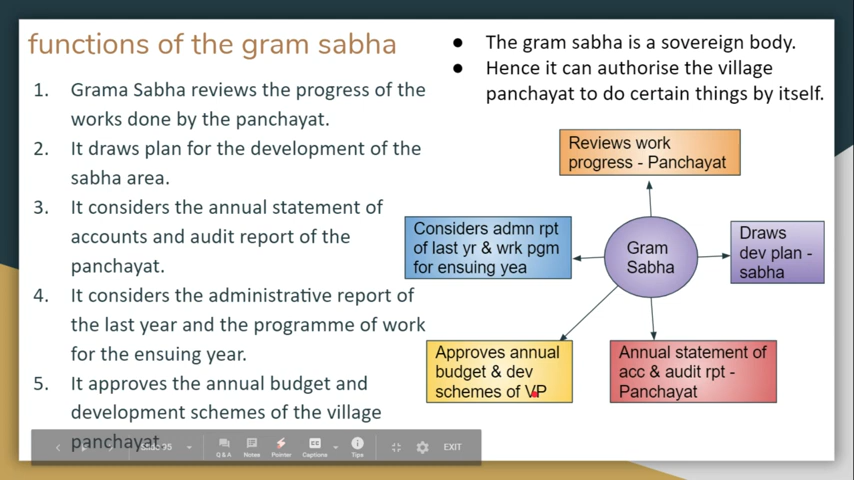 functions of the gram sabha
1. Grama Sabha reviews the progress of the
works done by the panchayat.
2. It draws plan for the development of the
sabha area.
3. It considers the annual statement of
accounts and audit report of the
panchayat.
4. It considers the administrative report of
the last year and the programme of work
for the ensuing year.
5. It approves the annual budget and
development schemes of the village
panchayat.
● The gram sabha is a sovereign body.
● Hence it can authorise the village
panchayat to do certain things by itself.
Reviews work
progress - Panchayat
Considers admn rpt
of last yr & wrk pgm
for ensuing yea
Gram
Sabha
Draws
dev plan -
sabha
Approves annual
budget & dev
schemes of VP
Annual statement of
acc & audit rpt -
Panchayat
Q & A
Notes
Pointer
Captions
Tips
EXIT